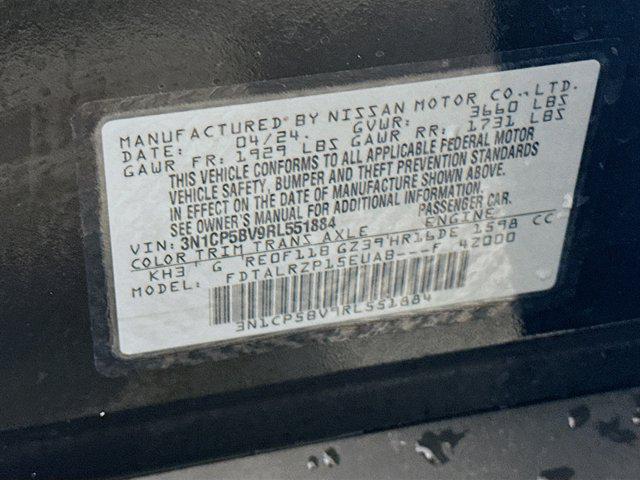 MANUFACTURED BY NISSAN MOTOR CO., LTD.
DATE: 04/24. GVWR: 3660 LBS
GAWR FR: 1929 LBS GAWR RR: 1731 LBS
THIS VEHICLE CONFORMS TO ALL APPLICABLE FEDERAL MOTOR
VEHICLE SAFETY, BUMPER AND THEFT PREVENTION STANDARDS
IN EFFECT ON THE DATE OF MANUFACTURE SHOWN ABOVE.
SEE OWNER'S MANUAL FOR ADDITIONAL INFORMATION.
VIN: 3N1CP5BV9RL551884 PASSENGER CAR.
COLOR TRIM TRANS AXLE ENGINE
KH3 G RE0F11B GZ39 HR16DE 1598 CC
MODEL: FDTALRZP15EUAB---F 4Z000
3N1CP5BV9RL551884